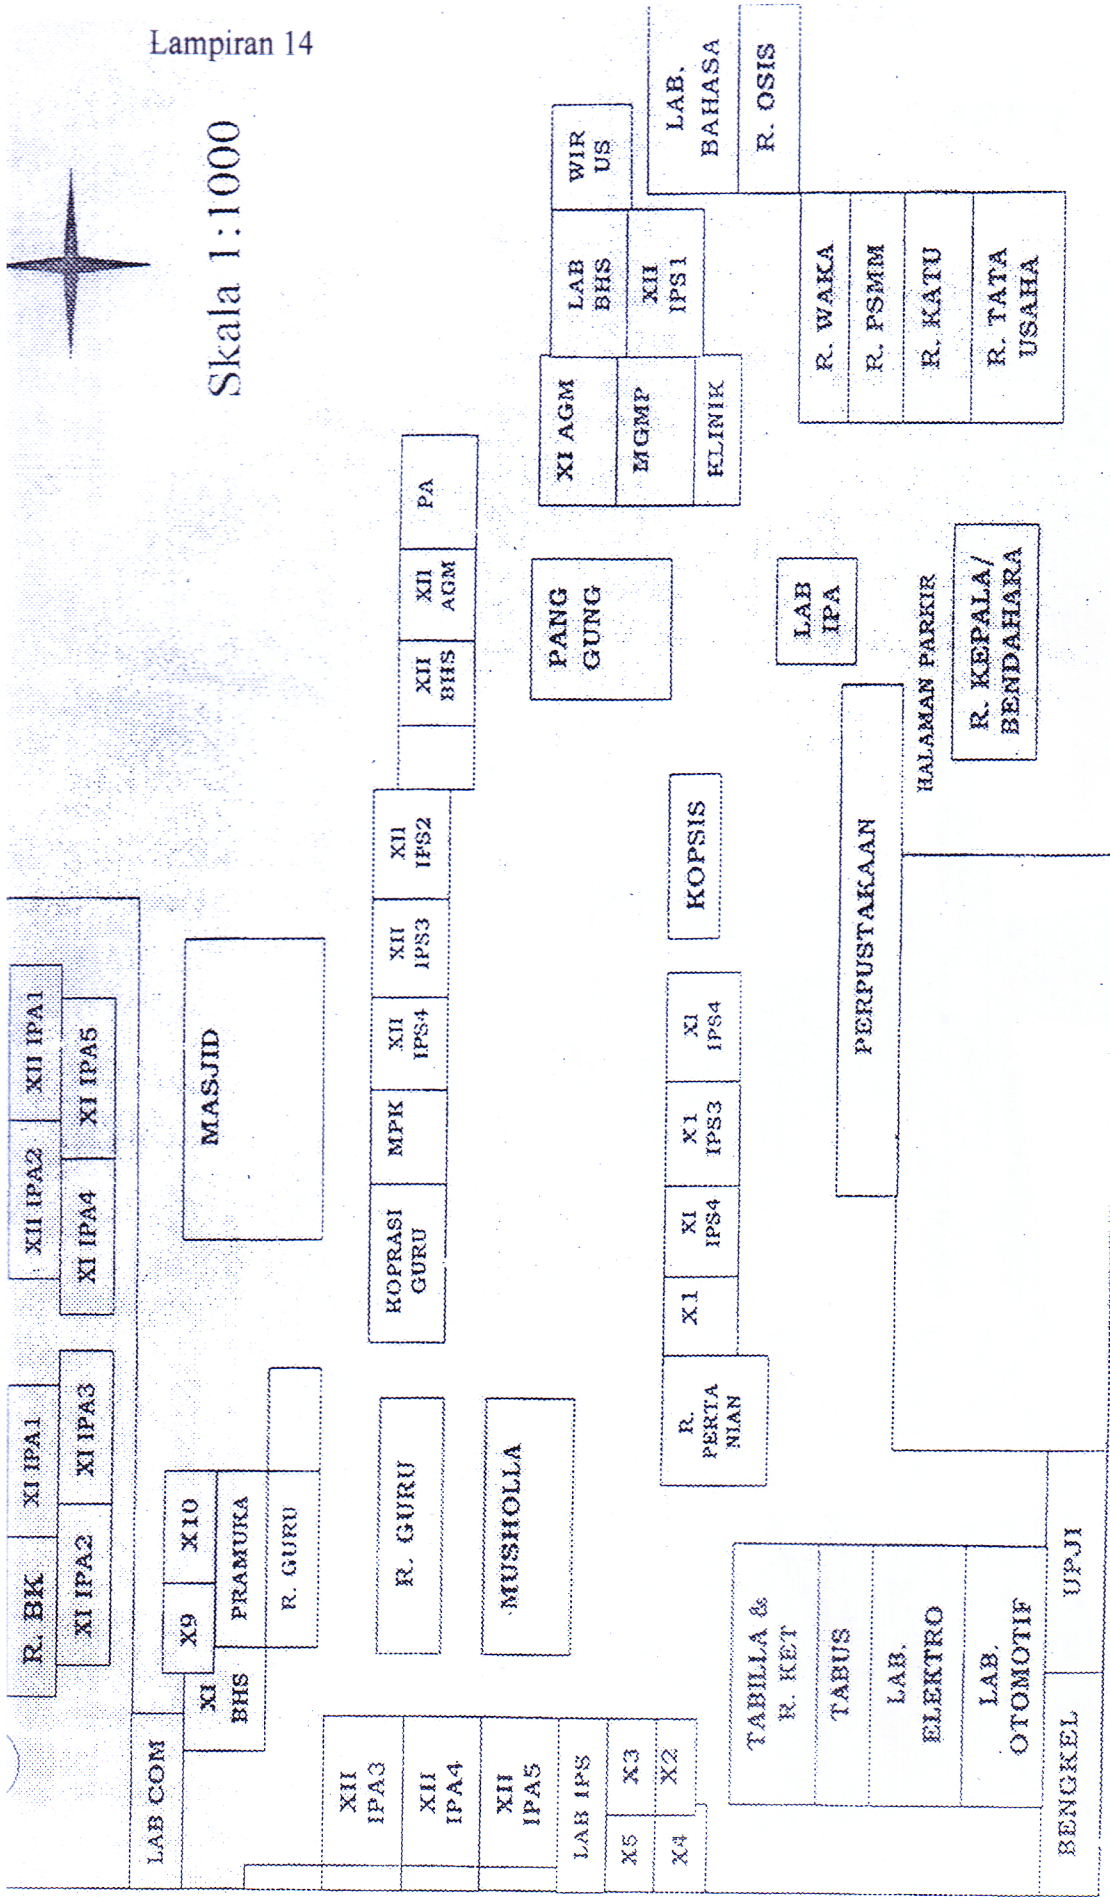 Lampiran 14
Skala 1:1000
R. BK
XI IPA1
XII IPA2
XII IPA1
XI IPA2
XI IPA3
XI IPA4
XI IPA5
LAB COM
X9
X10
XI
BHS
PRAMUKA
R. GURU
MASJID
XII
IPA3
XII
IPA4
XII
IPA5
LAB IPS
X5
X3
X4
X2
R. GURU
MUSHOLLA
KOPRASI
GURU
MPK
XII
IPS4
XII
IPS3
XII
IPS2
XII
BHS
XII
AGM
PA
PANG
GUNG
XI AGM
MGMP
KLINIK
LAB
BHS
XII
IPS1
WIR
US
LAB.
BAHASA
R. OSIS
R. WAKA
R. PSMM
R. KATU
R. TATA
USAHA
R.
PERTA
NIAN
X1
XI
IPS4
X1
IPS3
XI
IPS4
KOPSIS
LAB
IPA
PERPUSTAKAAN
HALAMAN PARKIR
R. KEPALA/
BENDAHARA
TABILLA &
R. KET
TABUS
LAB.
ELEKTRO
LAB.
OTOMOTIF
BENGKEL
UPJI